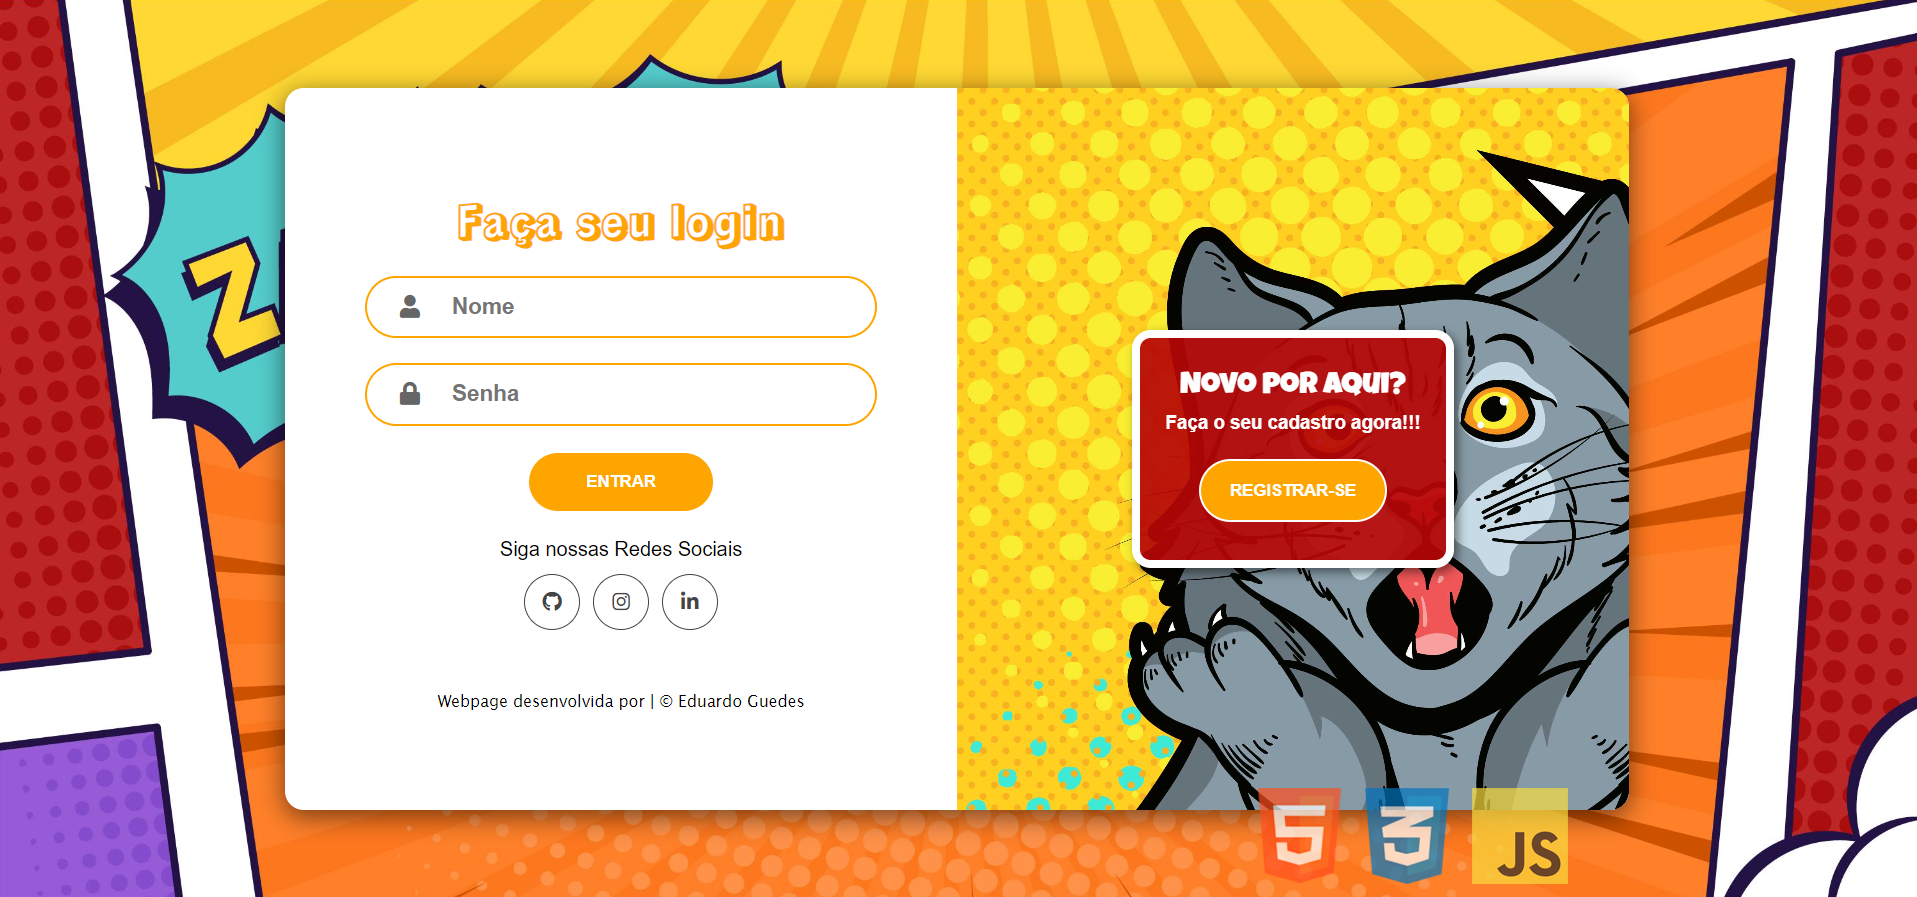 Z
Faça seu login
Nome
Senha
ENTRAR
Siga nossas Redes Sociais
in
Webpage desenvolvida por | © Eduardo Guedes
Novo por aqui?
Faça o seu cadastro agora!!!
REGISTRAR-SE
5
3
JS